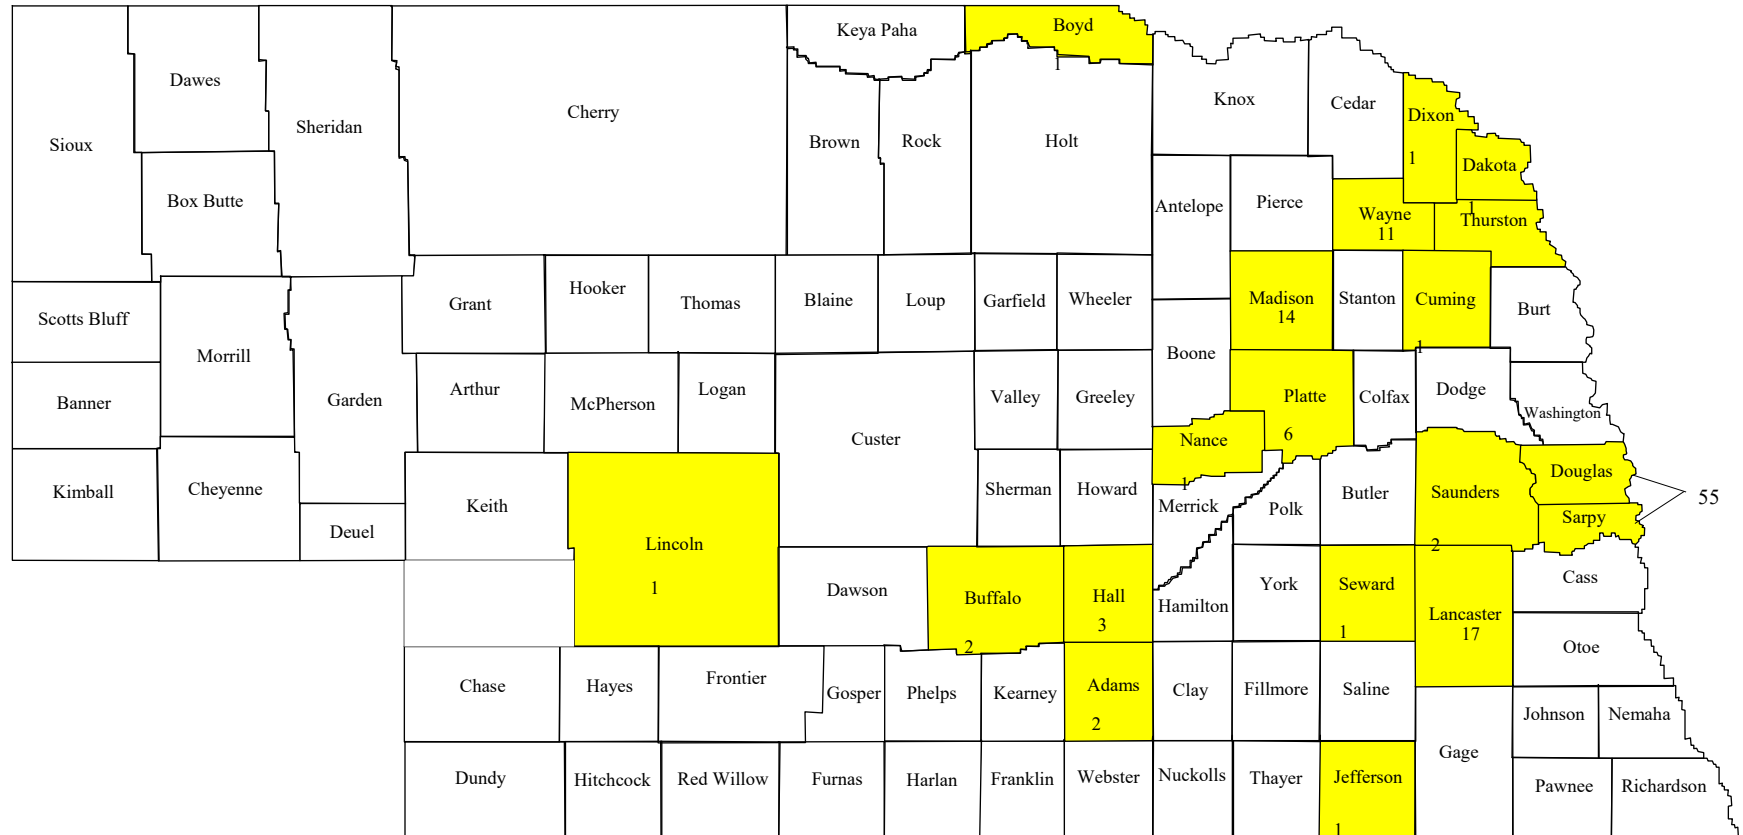 Boyd
Keya Paha
1
Dawes
Sheridan
Cherry
Knox
Cedar
Dixon
Sioux
Brown
Rock
Holt
1
Dakota
Box Butte
Antelope
Pierce
Wayne
11
1
Thurston
Scotts Bluff
Grant
Hooker
Thomas
Blaine
Loup
Garfield
Wheeler
Madison
14
Stanton
Cuming
1
Burt
Morrill
Boone
Banner
Garden
Arthur
McPherson
Logan
Custer
Valley
Greeley
Platte
6
Colfax
Dodge
Washington
Nance
1
Kimball
Cheyenne
Deuel
Keith
Lincoln
1
Sherman
Howard
Merrick
Polk
Butler
Saunders
2
Douglas
Sarpy
55
Dawson
Buffalo
2
Hall
3
Hamilton
York
Seward
1
Lancaster
17
Cass
Otoe
Chase
Hayes
Frontier
Gosper
Phelps
Kearney
Adams
2
Clay
Fillmore
Saline
Johnson
Nemaha
Dundy
Hitchcock
Red Willow
Furnas
Harlan
Franklin
Webster
Nuckolls
Thayer
Jefferson
1
Gage
Pawnee
Richardson